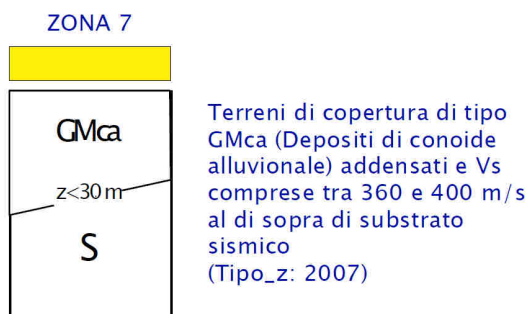 ZONA 7
GMca
z<30 m
S
Terreni di copertura di tipo
GMca (Depositi di conoide
alluvionale) addensati e Vs
comprese tra 360 e 400 m/s
al di sopra di substrato
sismico
(Tipo_z: 2007)